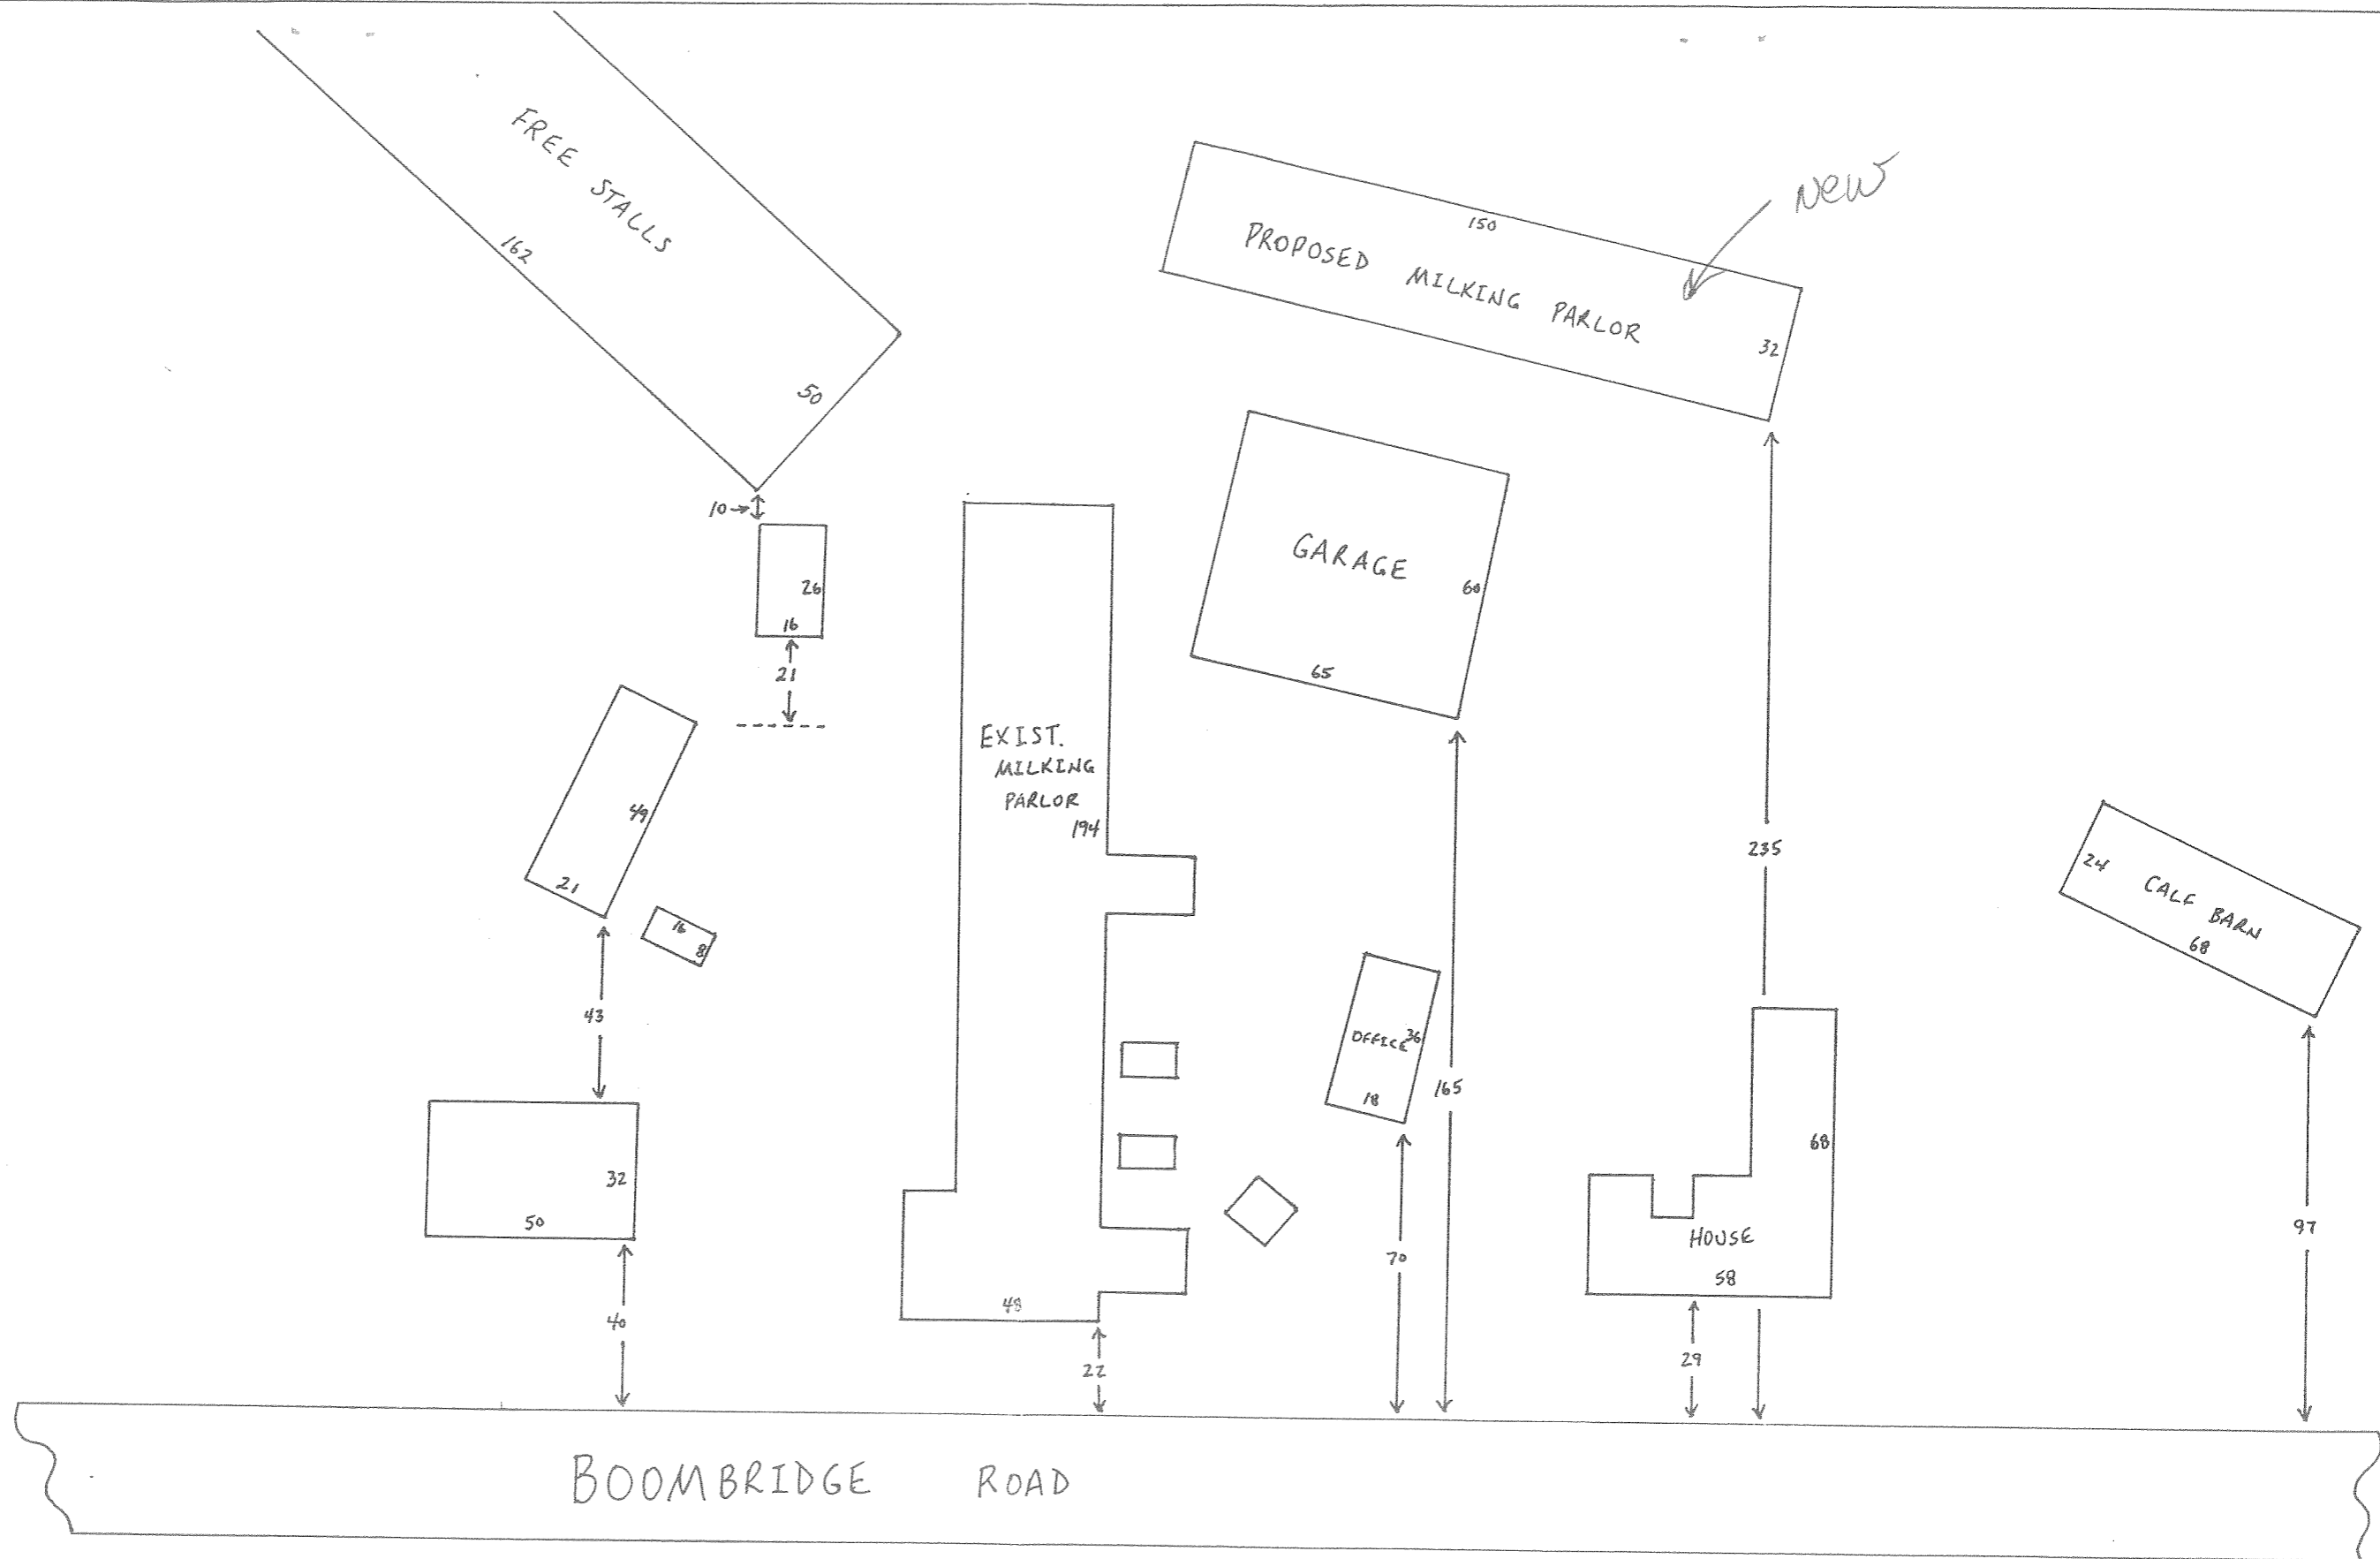 FREE STALLS
162
50
NEW
150
PROPOSED MILKING PARLOR
32
10
26
16
21
GARAGE
60
65
EXIST.
MILKING
PARLOR
194
49
21
16
8
43
235
24
CALF BARN
68
OFFICE
36
18
165
32
50
68
HOUSE
58
70
97
48
40
22
29
BOOMBRIDGE ROAD